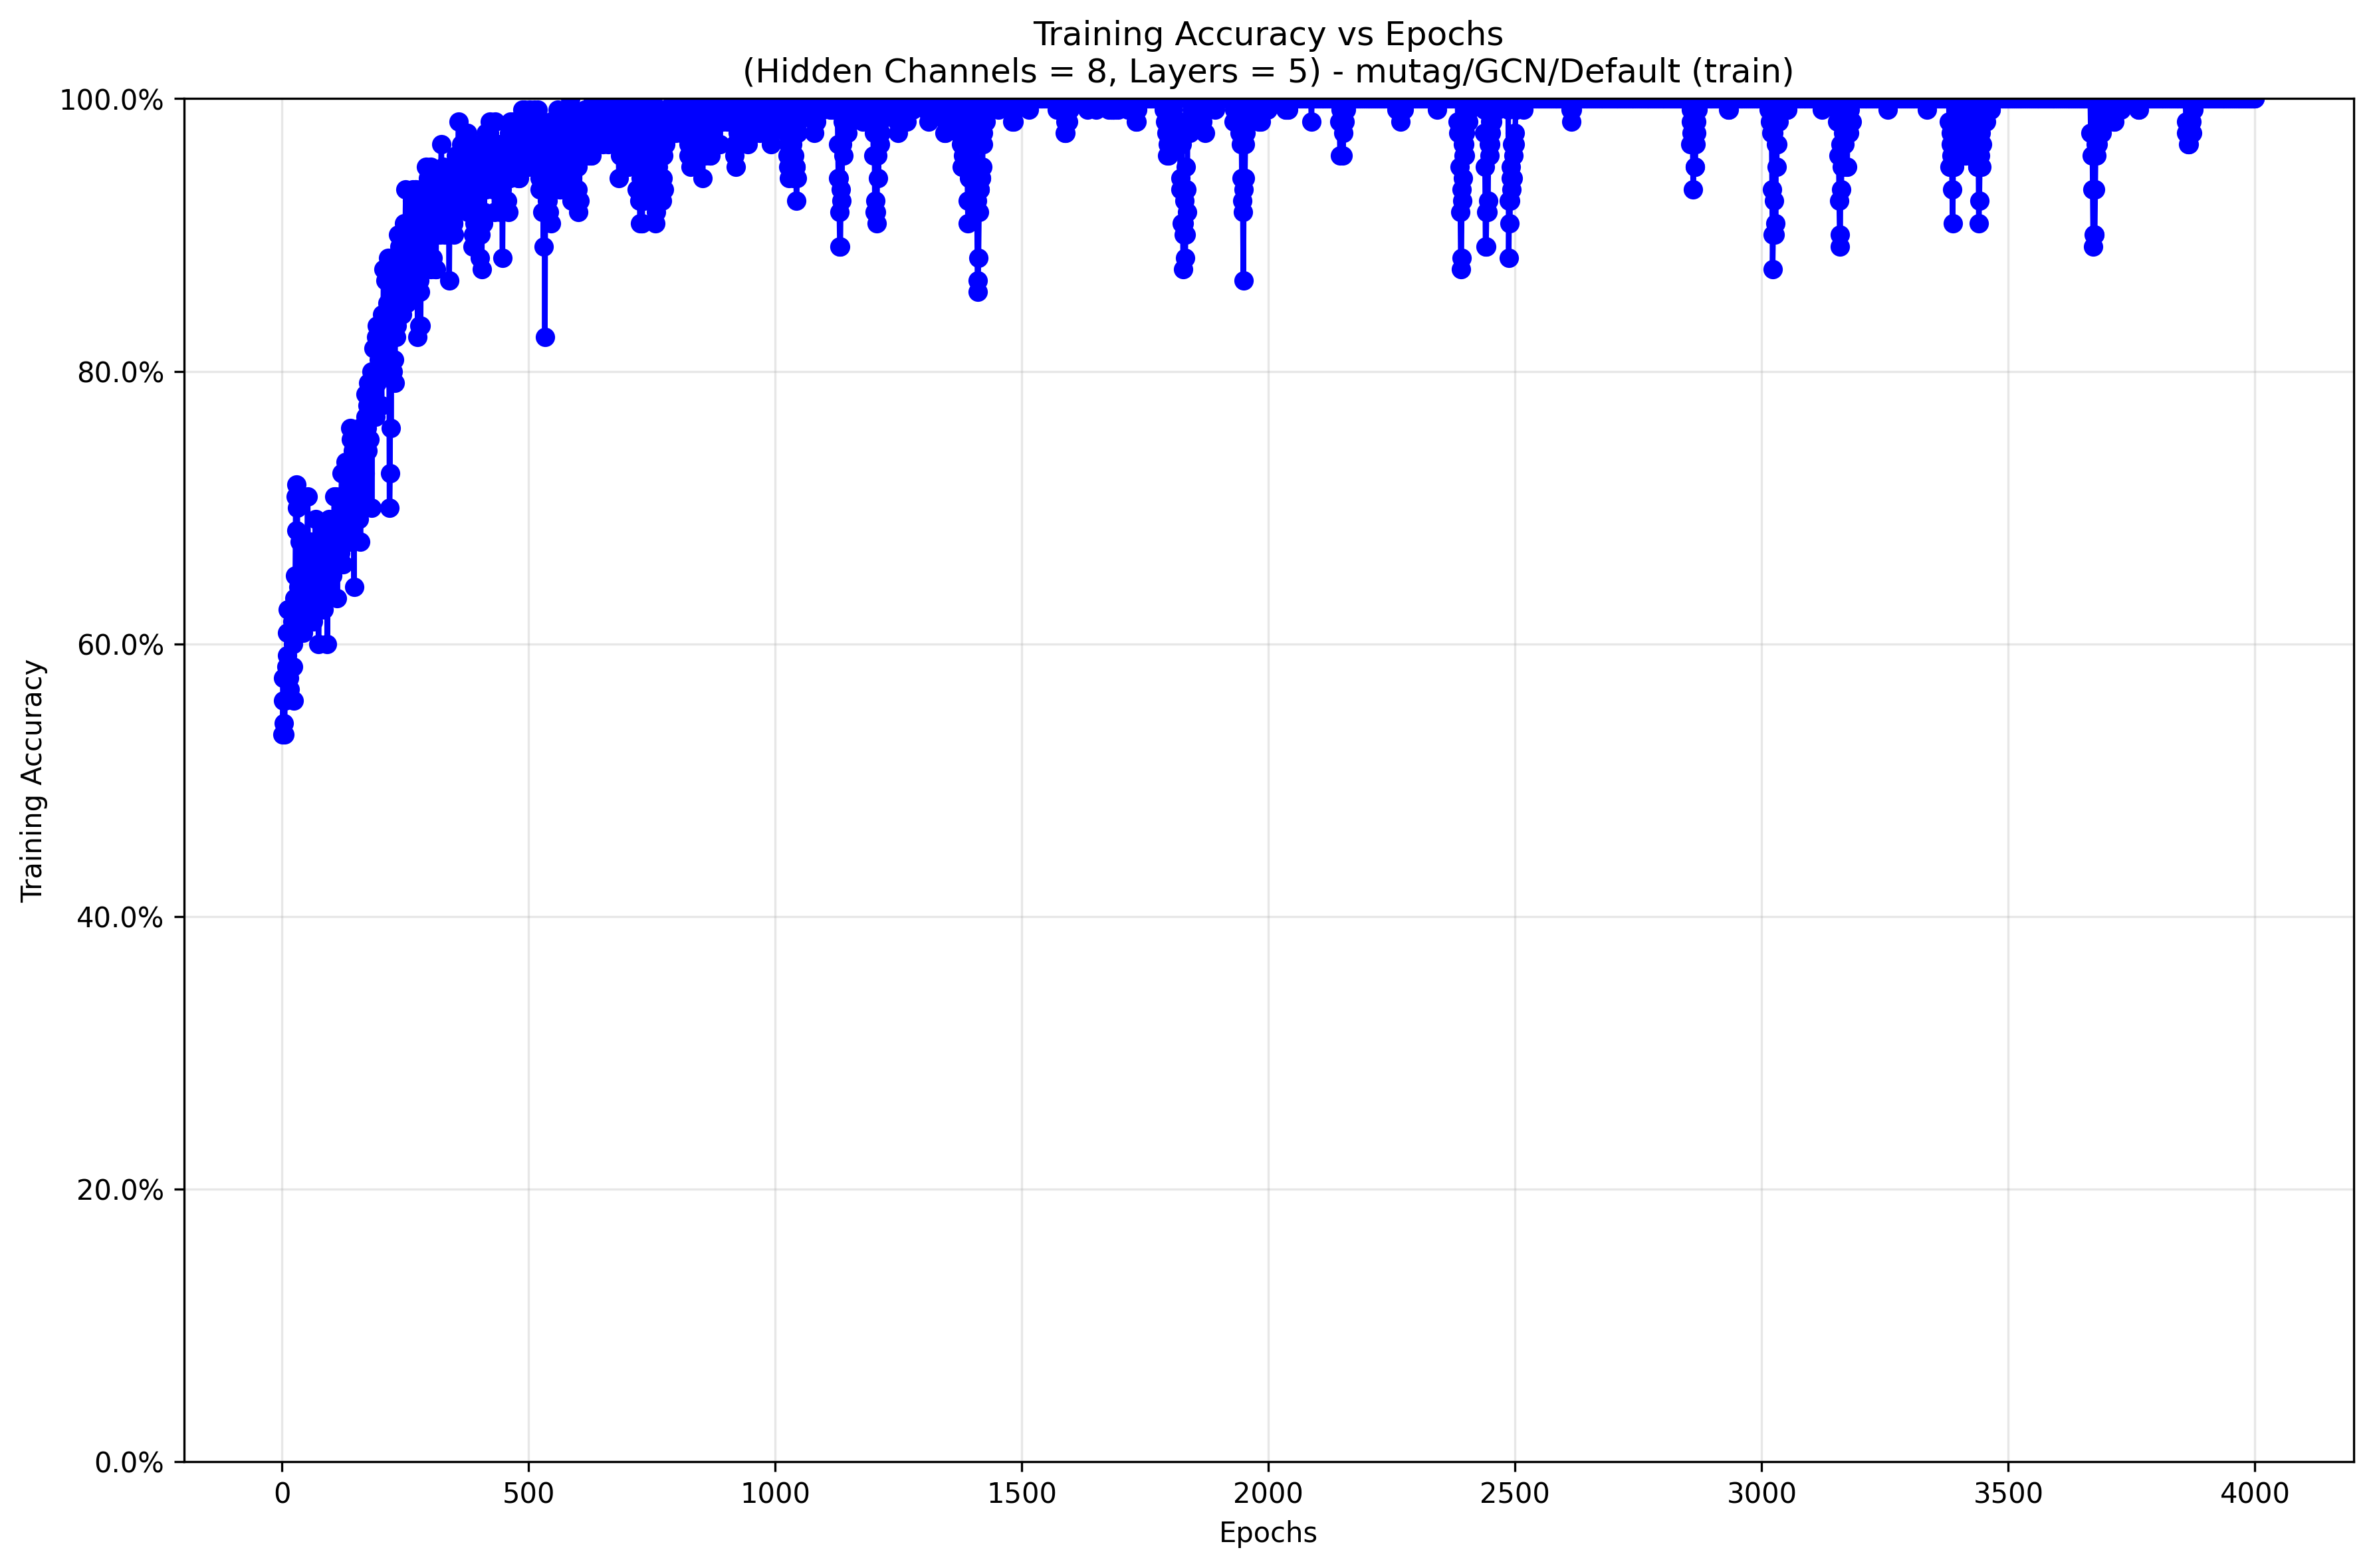 Training Accuracy vs Epochs
(Hidden Channels = 8, Layers = 5) - mutag/GCN/Default (train)
100.0%
80.0%
60.0%
40.0%
20.0%
0.0%
Training Accuracy
0 500 1000 1500 2000 2500 3000 3500 4000
Epochs